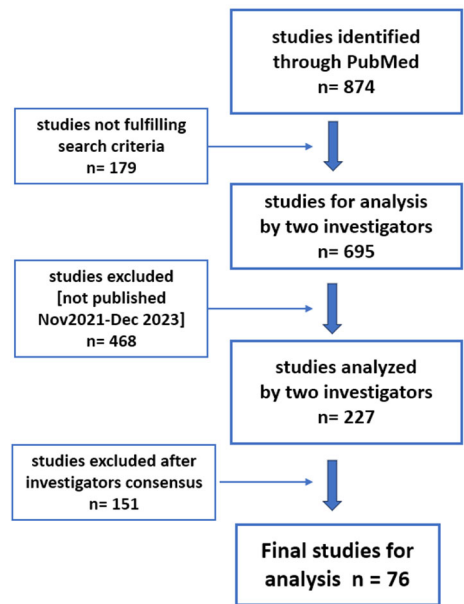 studies identified
through PubMed
n= 874
studies not fulfilling
search criteria
n= 179
studies for analysis
by two investigators
n= 695
studies excluded
[not published
Nov2021-Dec 2023]
n= 468
studies analyzed
by two investigators
n= 227
studies excluded after
investigators consensus
n= 151
Final studies for
analysis n = 76